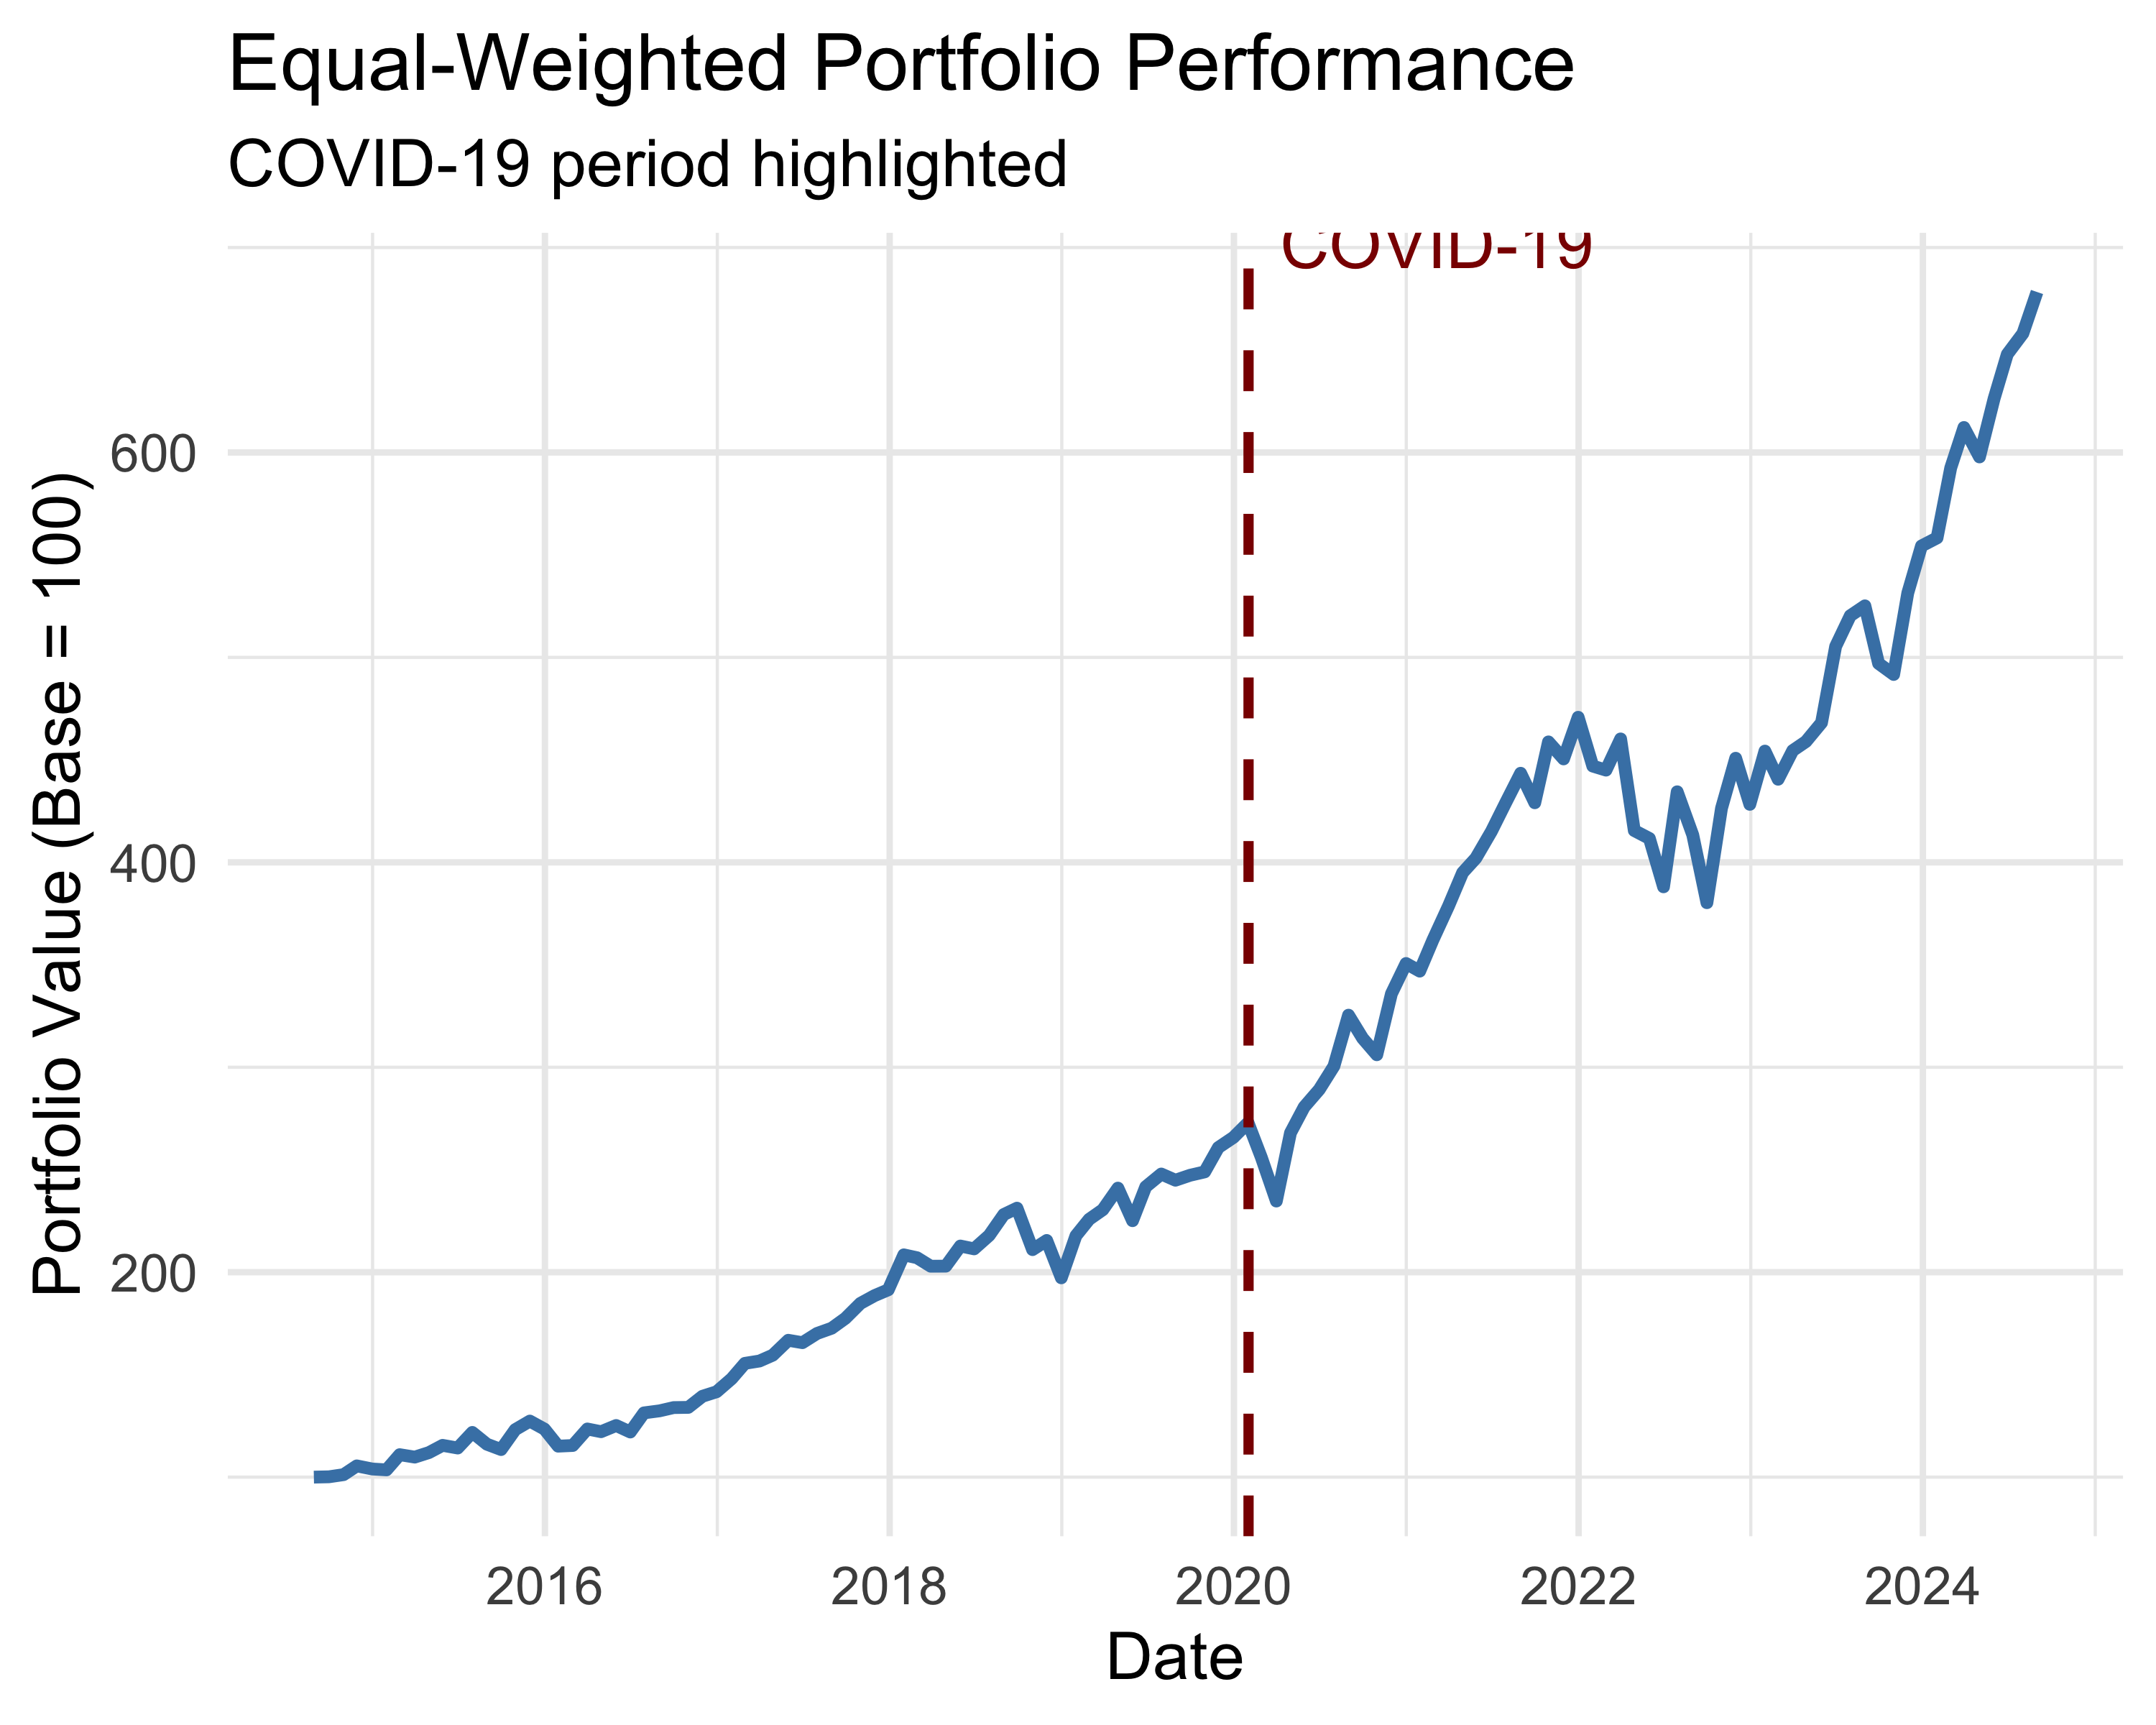 Equal-Weighted Portfolio Performance
COVID-19 period highlighted
COVID-19
Portfolio Value (Base = 100)
600
400
200
2016 2018 2020 2022 2024
Date